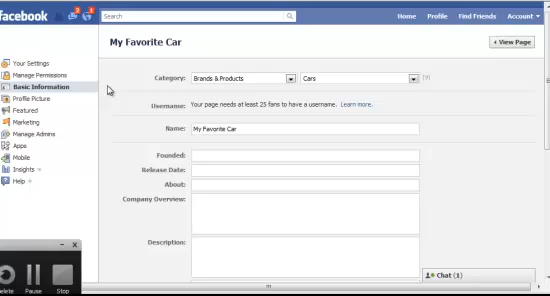 facebook
2
1
Search
Home
Profile
Find Friends
Account
My Favorite Car
View Page
Your Settings
Manage Permissions
Basic Information
Profile Picture
Featured
Marketing
Manage Admins
Apps
Mobile
Insights
Help
Category:
Brands & Products
Cars
[?]
Username:
Your page needs at least 25 fans to have a username. Learn more.
Name:
My Favorite Car
Founded:
Release Date:
About:
Company Overview:
Description:
Chat (1)
Delete
Pause
Stop